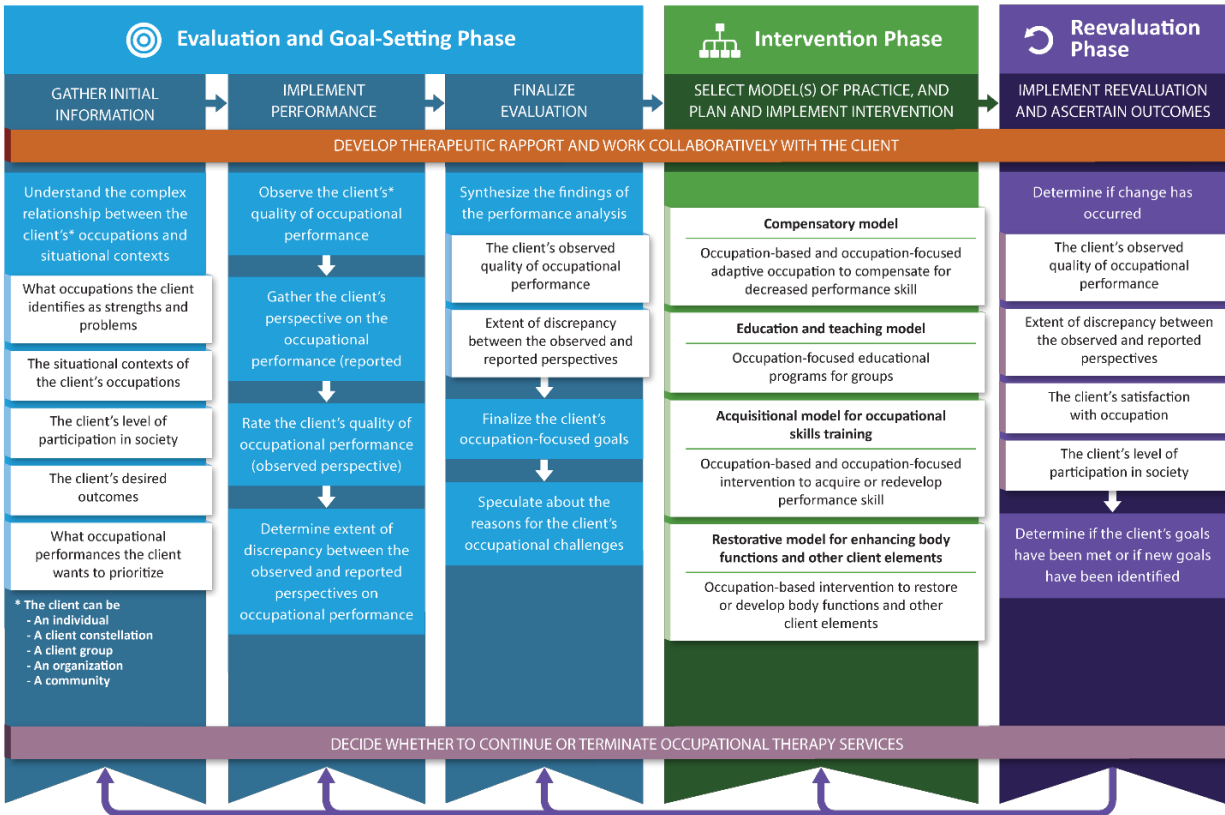 Evaluation and Goal-Setting Phase
GATHER INITIAL
INFORMATION
IMPLEMENT
PERFORMANCE
FINALIZE
EVALUATION
Intervention Phase
SELECT MODEL(S) OF PRACTICE, AND
PLAN AND IMPLEMENT INTERVENTION
Reevaluation
Phase
IMPLEMENT REEVALUATION
AND ASCERTAIN OUTCOMES
DEVELOP THERAPEUTIC RAPPORT AND WORK COLLABORATIVELY WITH THE CLIENT
Understand the complex
relationship between the
client's* occupations and
situational contexts
What occupations the client
identifies as strengths and
problems
The situational contexts
of the client's occupations
The client's level of
participation in society
The client's desired
outcomes
What occupational
performances the client
wants to prioritize
* The client can be
- An individual
- A client constellation
- A client group
- An organization
- A community
Observe the client's*
quality of occupational
performance
Gather the client's
perspective on the
occupational
performance (reported
Rate the client's quality of
occupational performance
(observed perspective)
Determine extent of
discrepancy between the
observed and reported
perspectives on
occupational performance
Synthesize the findings of
the performance analysis
The client's observed
quality of occupational
performance
Extent of discrepancy
between the observed and
reported perspectives
Finalize the client's
occupation-focused goals
Speculate about the
reasons for the client's
occupational challenges
Compensatory model
Occupation-based and occupation-focused
adaptive occupation to compensate for
decreased performance skill
Education and teaching model
Occupation-focused educational
programs for groups
Acquisitional model for occupational
skills training
Occupation-based and occupation-focused
intervention to acquire or redevelop
performance skill
Restorative model for enhancing body
functions and other client elements
Occupation-based intervention to restore
or develop body functions and other
client elements
Determine if change has
occurred
The client's observed
quality of occupational
performance
Extent of discrepancy between
the observed and reported
perspectives
The client's satisfaction
with occupation
The client's level of
participation in society
Determine if the client's goals
have been met or if new goals
have been identified
DECIDE WHETHER TO CONTINUE OR TERMINATE OCCUPATIONAL THERAPY SERVICES